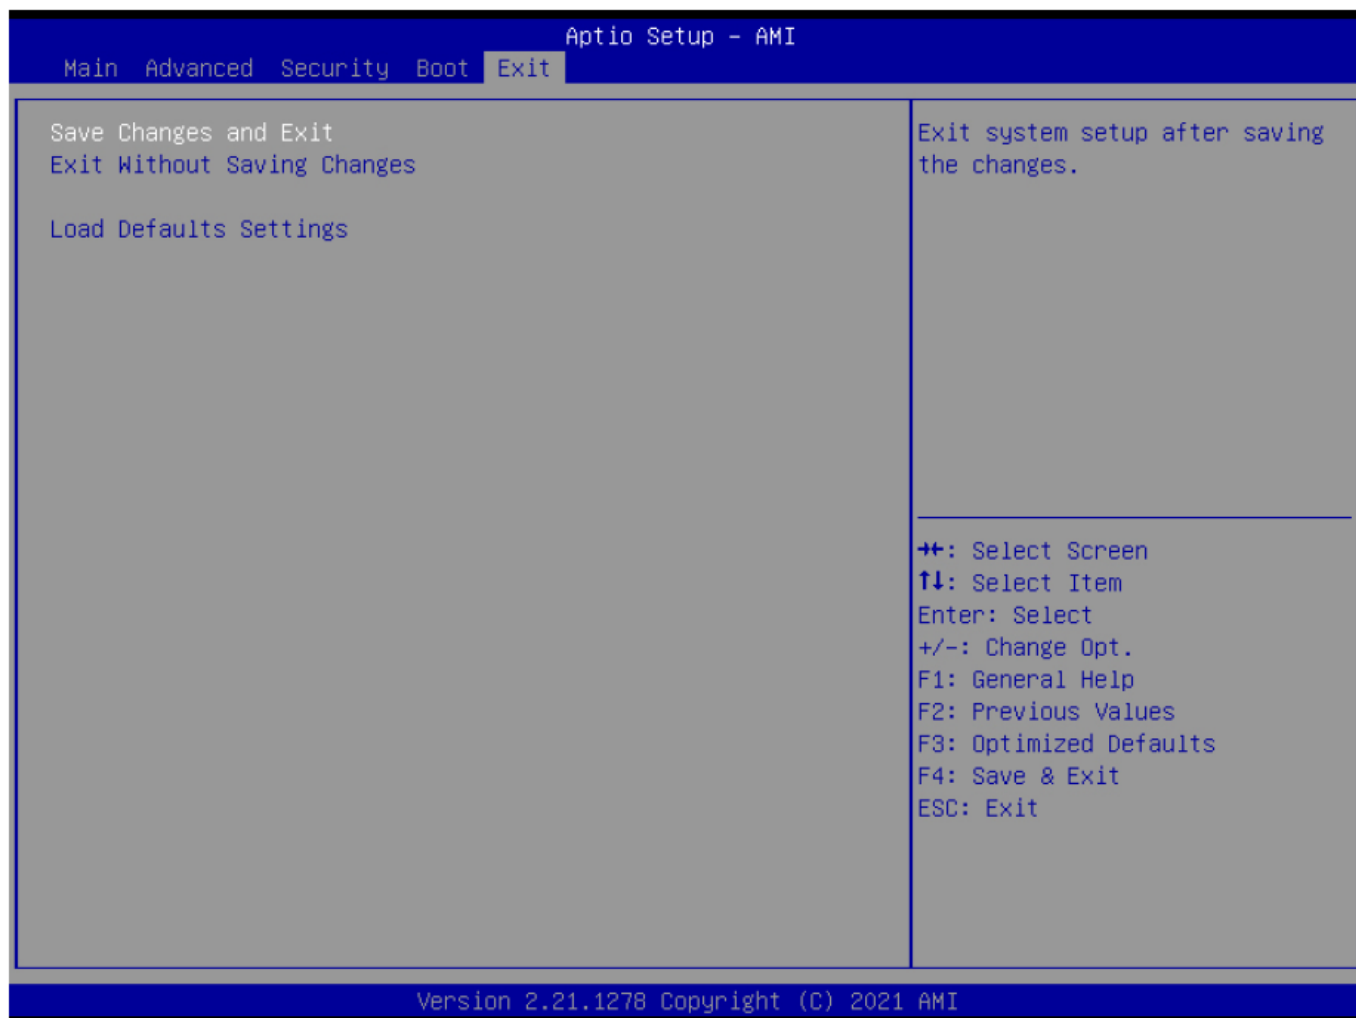 Aptio Setup – AMI
Main Advanced Security Boot Exit
Save Changes and Exit
Exit Without Saving Changes
Load Defaults Settings
Exit system setup after saving
the changes.
→←: Select Screen
↑↓: Select Item
Enter: Select
+/-: Change Opt.
F1: General Help
F2: Previous Values
F3: Optimized Defaults
F4: Save & Exit
ESC: Exit
Version 2.21.1278 Copyright (C) 2021 AMI